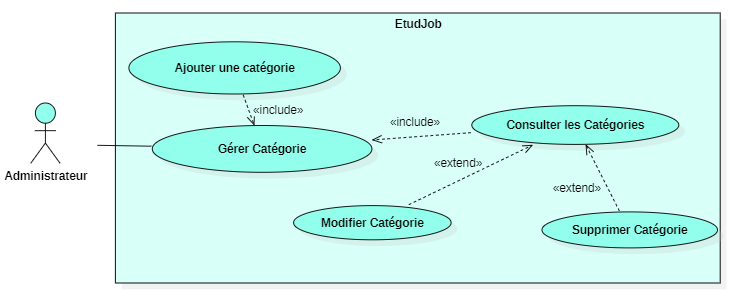 EtudJob
Ajouter une catégorie
«include»
«include»
Consulter les Catégories
Gérer Catégorie
«extend»
Administrateur
«extend»
Modifier Catégorie
Supprimer Catégorie